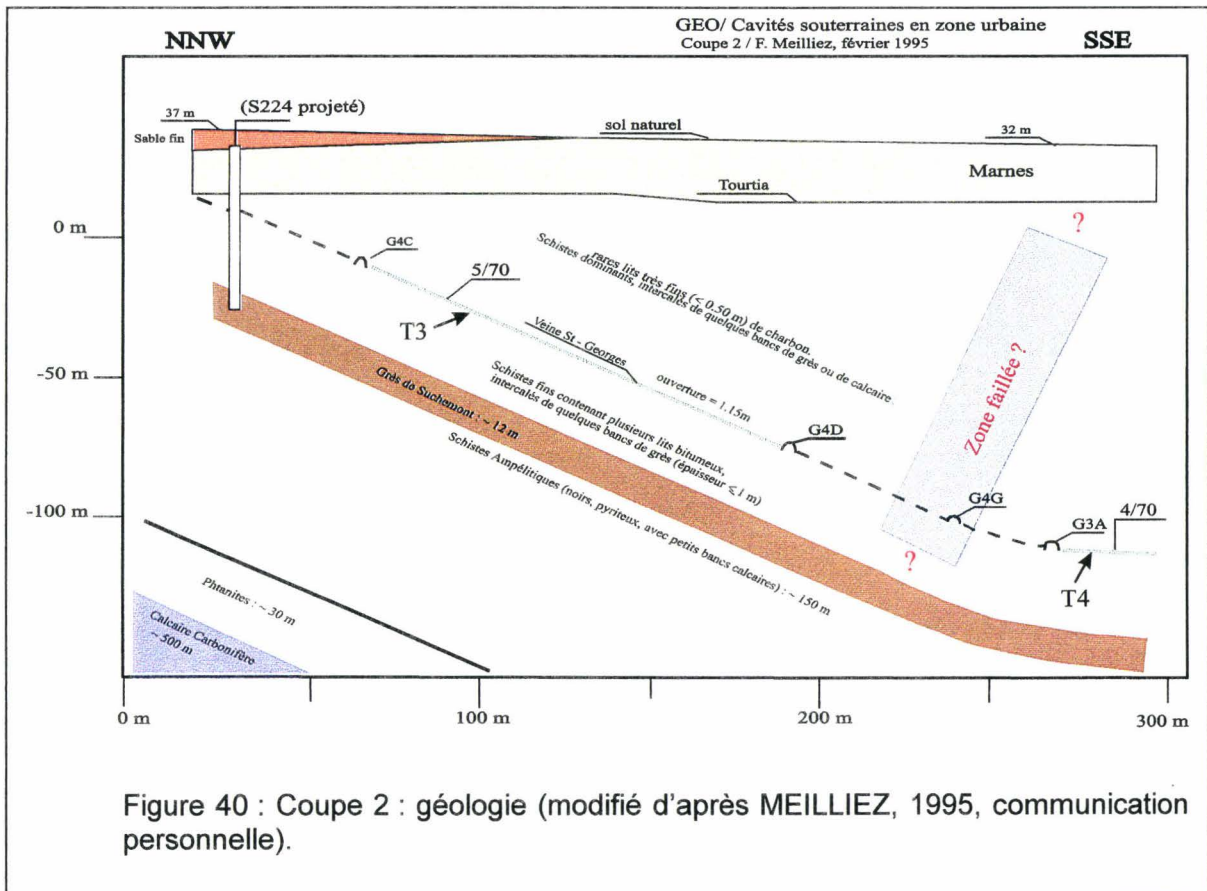 GEO/ Cavités souterraines en zone urbaine
NNW
Coupe 2 / F. Meilliez, février 1995
SSE
(S224 projeté)
37 m
Sable fin
sol naturel
32 m
Marnes
Tourtia
?
0 m
G4C
rares lits très fins (< 0.50 m) de charbon.
Schistes dominants, intercalés de quelques bancs de grès ou de calcaire.
5/70
T3
Veine St - Georges
ouverture = 1.15m
-50 m
Zone faillée ?
Schistes fins contenant plusieurs lits bitumeux,
intercalés de quelques bancs de grès (épaisseur ⩽ 1 m)
Grès de Suchemont : ~ 12 m
G4D
Schistes Ampélitiques (noirs, pyriteux, avec petits bancs calcaires) : ~ 150 m
-100 m
G4G
G3A
4/70
?
T4
Phtanites : ~ 30 m
Calcaire Carbonifère
~ 500 m
0 m
100 m
200 m
300 m
Figure 40 : Coupe 2 : géologie (modifié d'après MEILLIEZ, 1995, communication
personnelle).